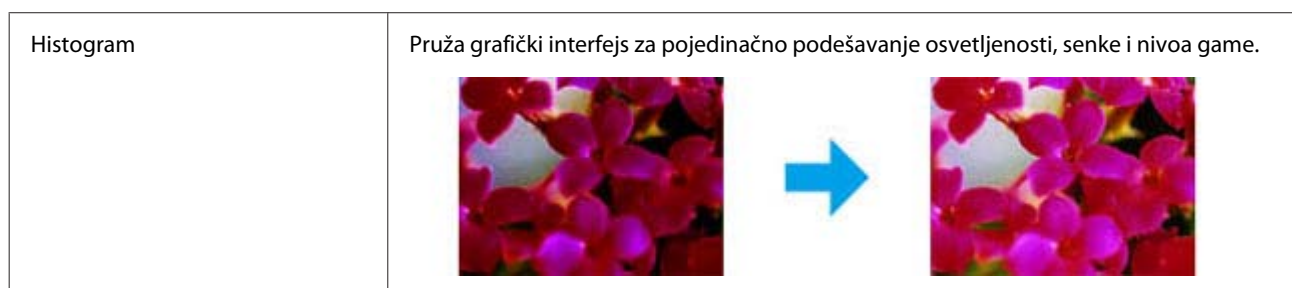 Histogram
Pruža grafički interfejs za pojedinačno podešavanje osvetljenosti, senke i nivoa game.